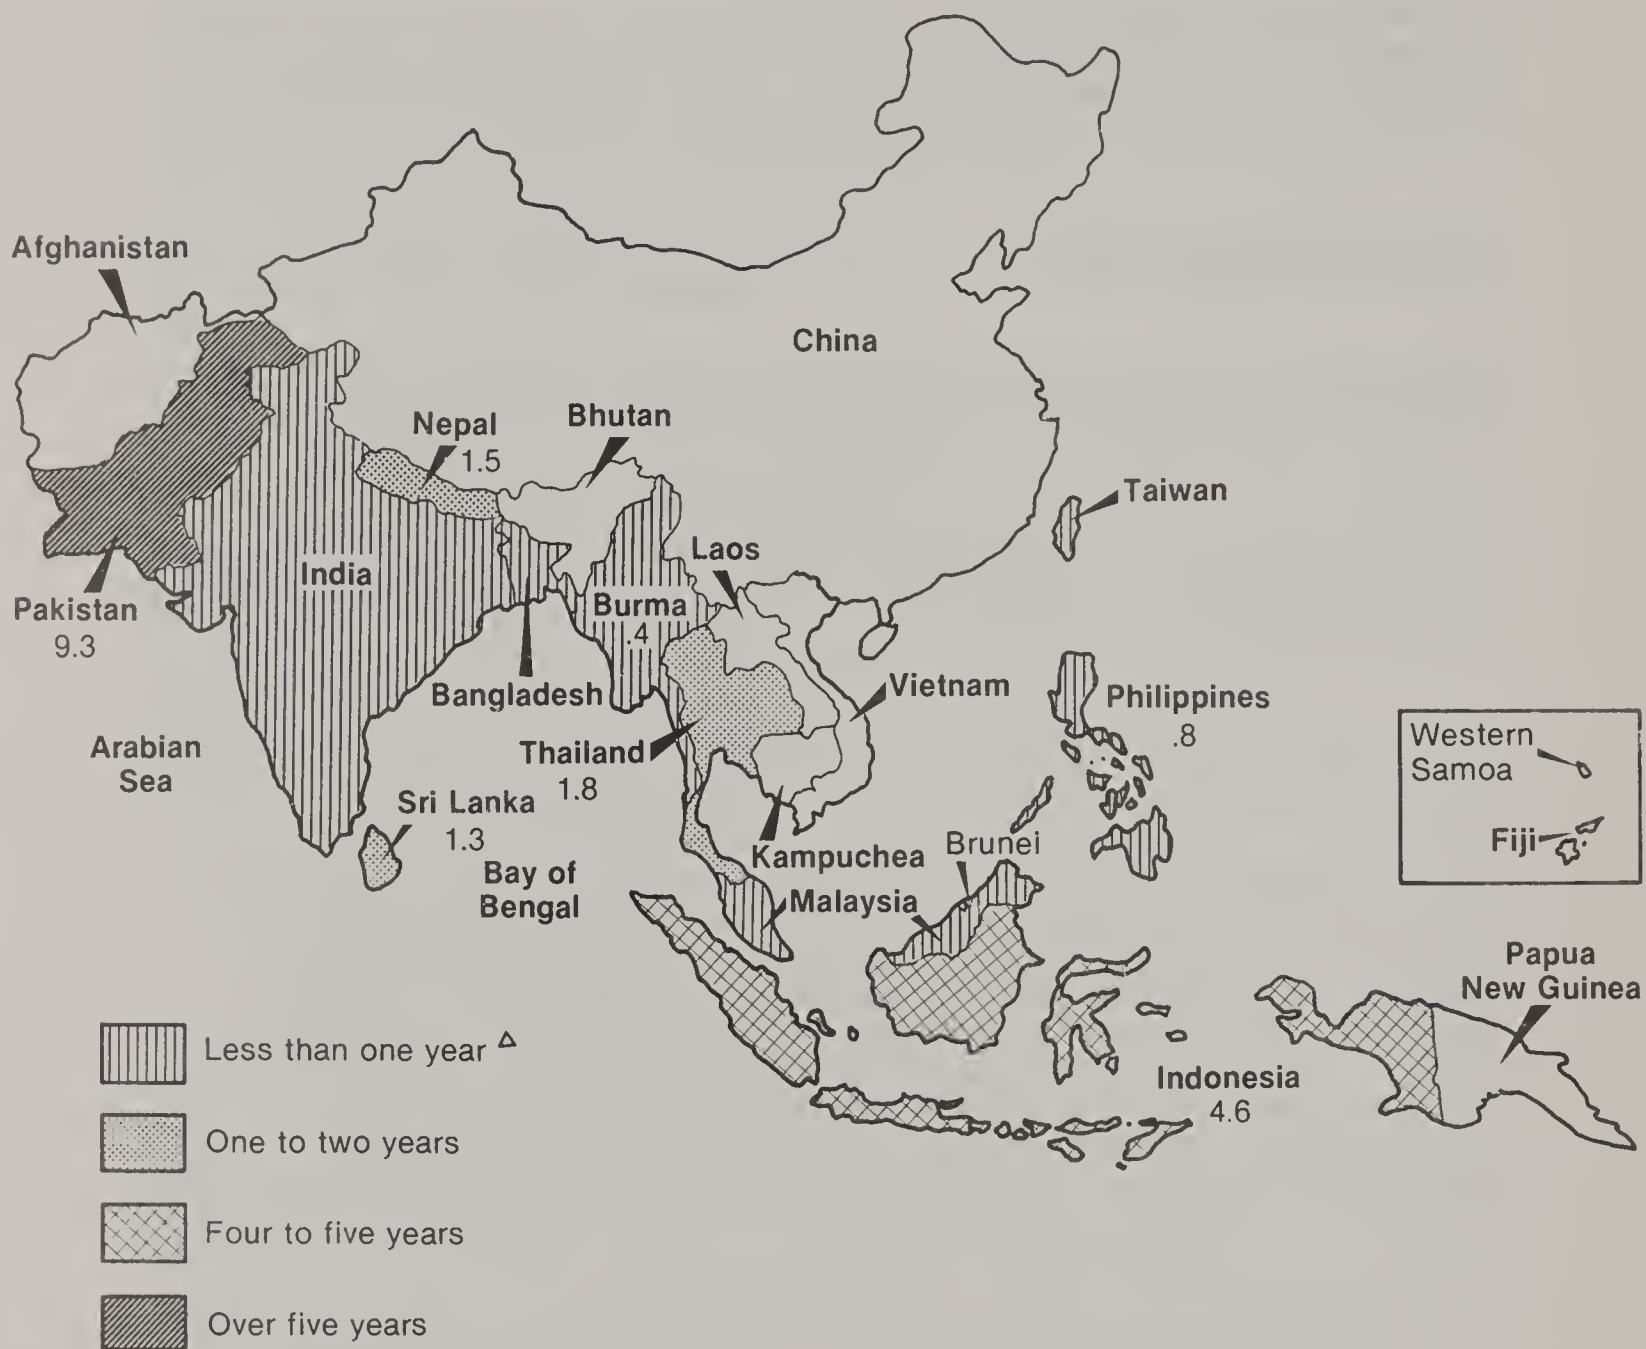 Afghanistan
China
Nepal
1.5
Bhutan
Taiwan
Laos
India
Burma
.4
Pakistan
9.3
Bangladesh
Vietnam
Philippines
.8
Arabian
Sea
Thailand
1.8
Western
Samoa
Sri Lanka
1.3
Fiji
Kampuchea
Brunei
Bay of
Bengal
Malaysia
Papua
New Guinea
Indonesia
4.6
Less than one year Δ
One to two years
Four to five years
Over five years